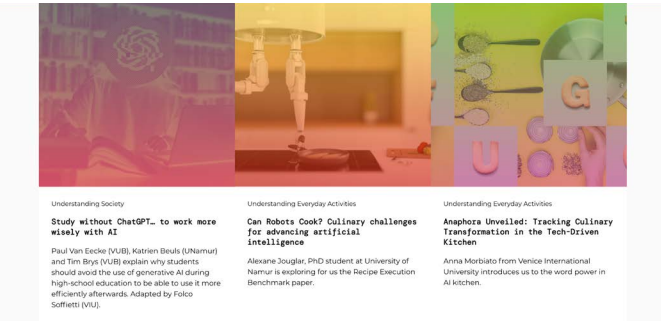 Understanding Society
Study without ChatGPT… to work more
wisely with AI
Paul Van Eecke (VUB), Katrien Beuls (UNamur)
and Tim Brys (VUB) explain why students
should avoid the use of generative AI during
high-school education to be able to use it more
efficiently afterwards. Adapted by Folco
Soffietti (VIU).
Understanding Everyday Activities
Can Robots Cook? Culinary challenges
for advancing artificial
intelligence
Alexane Jouglar, PhD student at University of
Namur is exploring for us the Recipe Execution
Benchmark paper.
G
U
Understanding Everyday Activities
Anaphora Unveiled: Tracking Culinary
Transformation in the Tech-Driven
Kitchen
Anna Morbiato from Venice International
University introduces us to the word power in
AI kitchen.